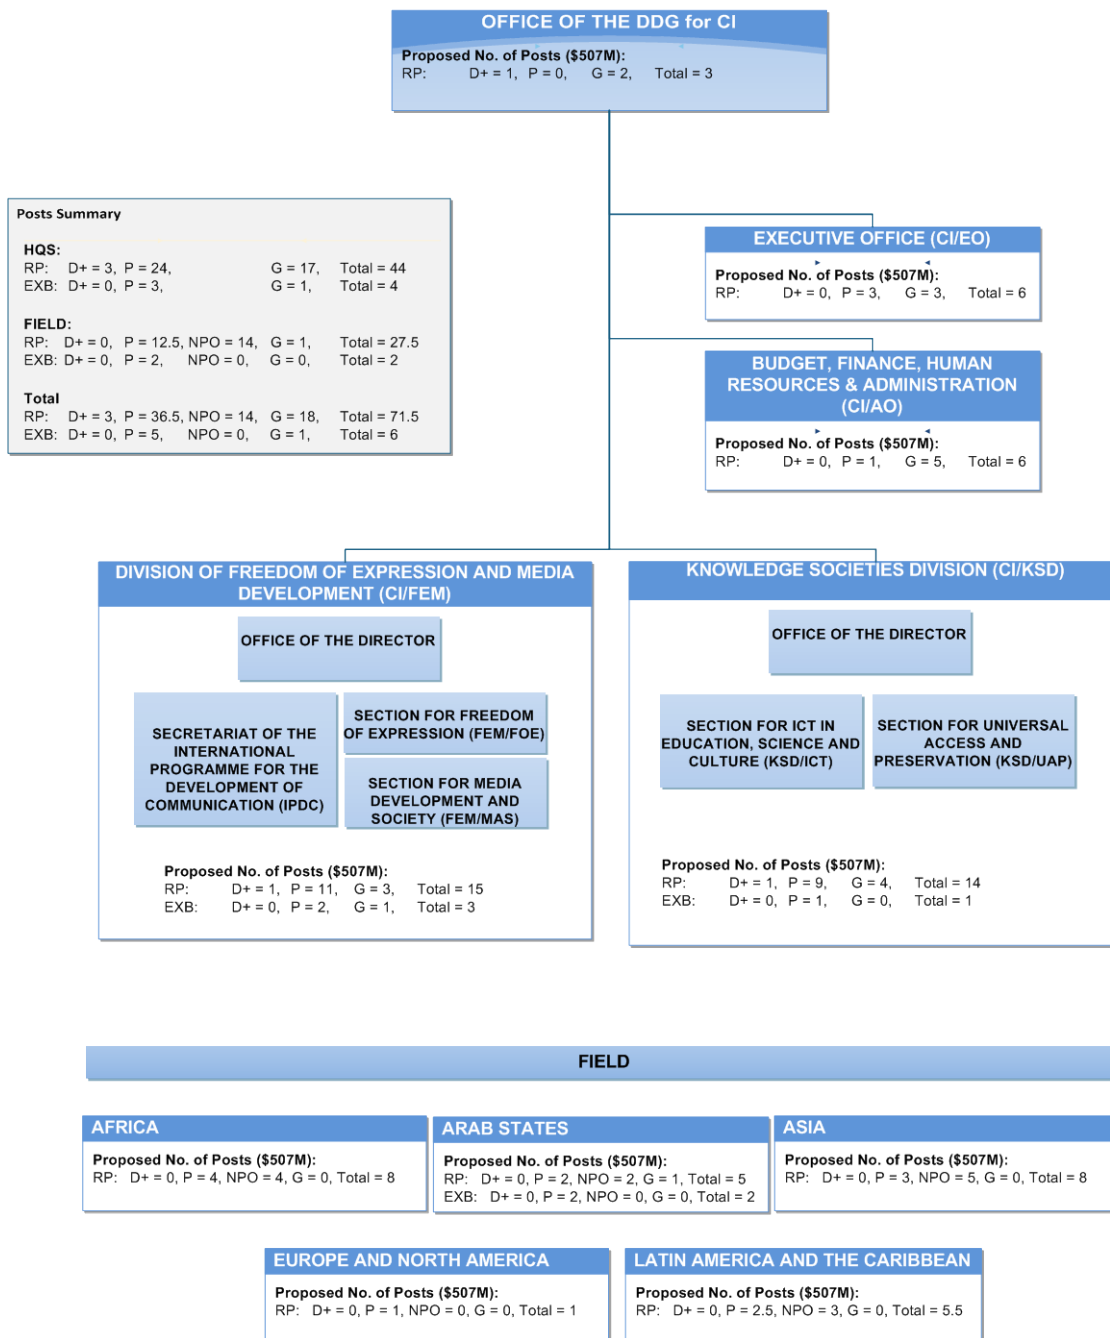 OFFICE OF THE DDG for CI
Proposed No. of Posts ($507M):
RP: D+ = 1, P = 0, G = 2, Total = 3
Posts Summary
HQS:
RP: D+ = 3, P = 24, G = 17, Total = 44
EXB: D+ = 0, P = 3, G = 1, Total = 4
FIELD:
RP: D+ = 0, P = 12.5, NPO = 14, G = 1, Total = 27.5
EXB: D+ = 0, P = 2, NPO = 0, G = 0, Total = 2
Total
RP: D+ = 3, P = 36.5, NPO = 14, G = 18, Total = 71.5
EXB: D+ = 0, P = 5, NPO = 0, G = 1, Total = 6
EXECUTIVE OFFICE (CI/EO)
Proposed No. of Posts ($507M):
RP: D+ = 0, P = 3, G = 3, Total = 6
BUDGET, FINANCE, HUMAN
RESOURCES & ADMINISTRATION
(CI/AO)
Proposed No. of Posts ($507M):
RP: D+ = 0, P = 1, G = 5, Total = 6
DIVISION OF FREEDOM OF EXPRESSION AND MEDIA
DEVELOPMENT (CI/FEM)
OFFICE OF THE DIRECTOR
SECRETARIAT OF THE
INTERNATIONAL
PROGRAMME FOR THE
DEVELOPMENT OF
COMMUNICATION (IPDC)
SECTION FOR FREEDOM
OF EXPRESSION (FEM/FOE)
SECTION FOR MEDIA
DEVELOPMENT AND
SOCIETY (FEM/MAS)
Proposed No. of Posts ($507M):
RP: D+ = 1, P = 11, G = 3, Total = 15
EXB: D+ = 0, P = 2, G = 1, Total = 3
KNOWLEDGE SOCIETIES DIVISION (CI/KSD)
OFFICE OF THE DIRECTOR
SECTION FOR ICT IN
EDUCATION, SCIENCE AND
CULTURE (KSD/ICT)
SECTION FOR UNIVERSAL
ACCESS AND
PRESERVATION (KSD/UAP)
Proposed No. of Posts ($507M):
RP: D+ = 1, P = 9, G = 4, Total = 14
EXB: D+ = 0, P = 1, G = 0, Total = 1
FIELD
AFRICA
Proposed No. of Posts ($507M):
RP: D+ = 0, P = 4, NPO = 4, G = 0, Total = 8
ARAB STATES
Proposed No. of Posts ($507M):
RP: D+ = 0, P = 2, NPO = 2, G = 1, Total = 5
EXB: D+ = 0, P = 2, NPO = 0, G = 0, Total = 2
ASIA
Proposed No. of Posts ($507M):
RP: D+ = 0, P = 3, NPO = 5, G = 0, Total = 8
EUROPE AND NORTH AMERICA
Proposed No. of Posts ($507M):
RP: D+ = 0, P = 1, NPO = 0, G = 0, Total = 1
LATIN AMERICA AND THE CARIBBEAN
Proposed No. of Posts ($507M):
RP: D+ = 0, P = 2.5, NPO = 3, G = 0, Total = 5.5